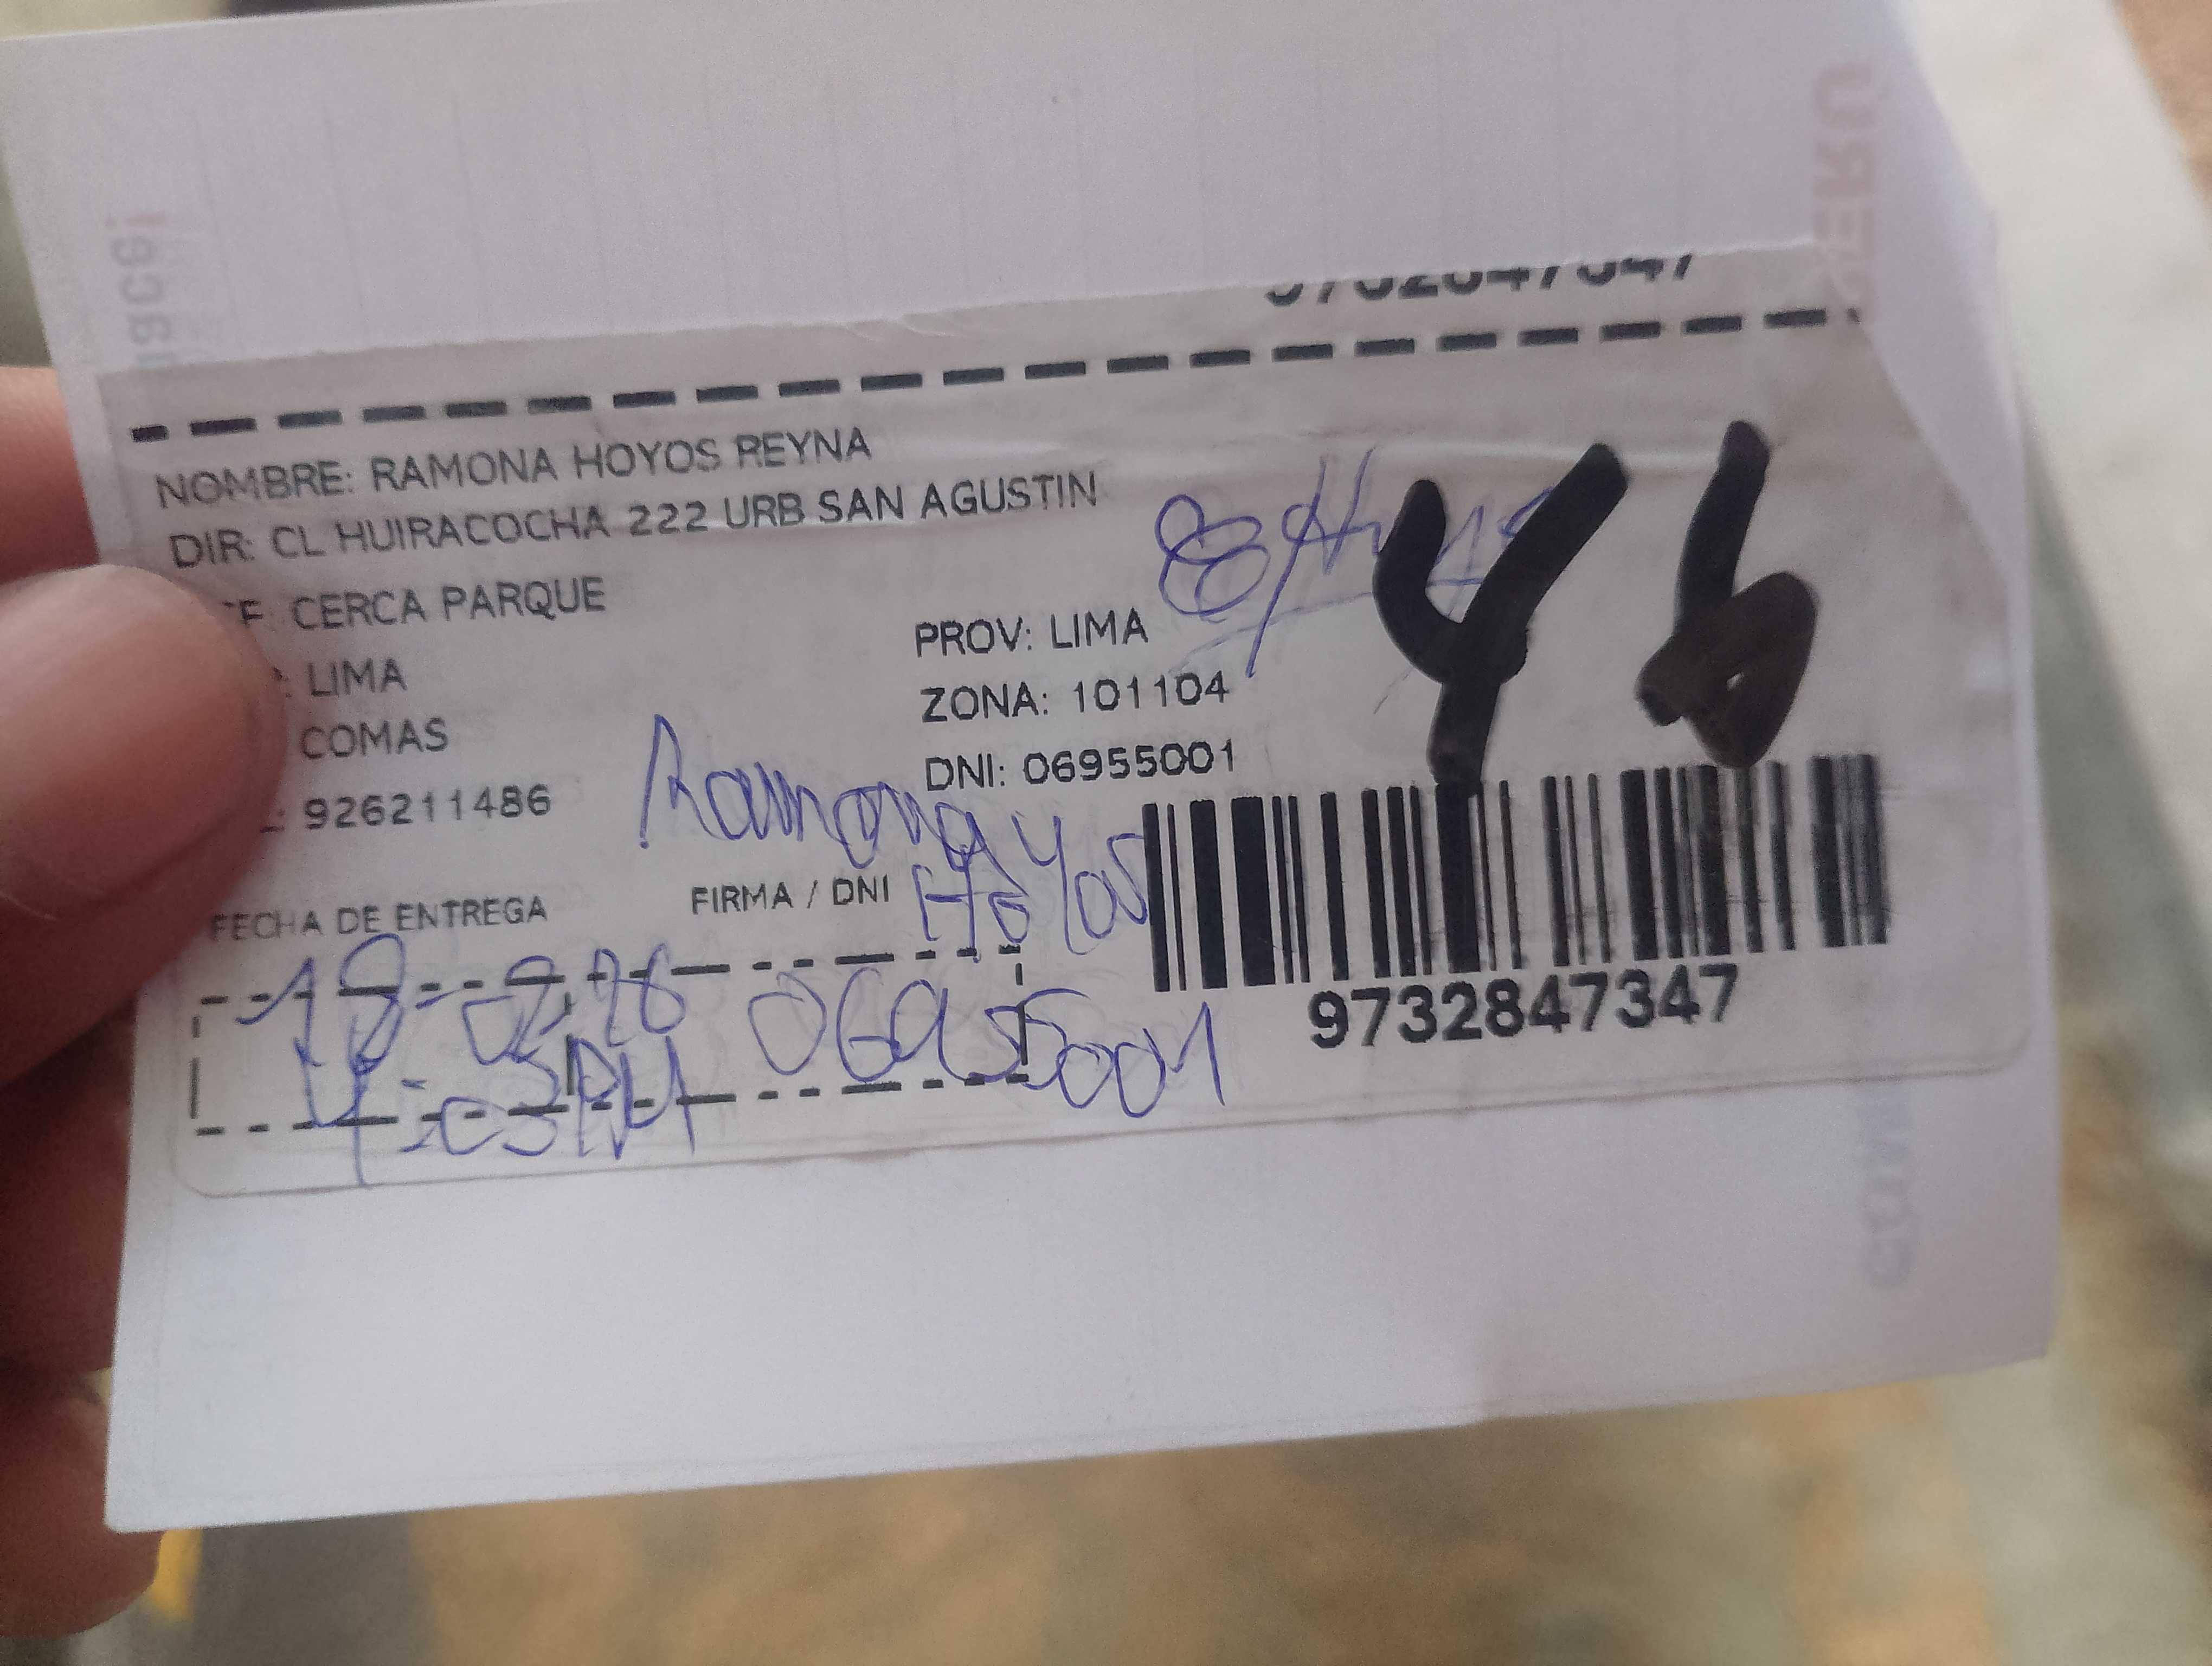 PERÚ
NOMBRE: RAMONA HOYOS REYNA
DIR: CL HUIRACOCHA 222 URB SAN AGUSTIN
F: CERCA PARQUE
: LIMA
PROV: LIMA
COMAS
ZONA: 101104
: 926211486
DNI: 06955001
46
Ramona
Hoyos
FECHA DE ENTREGA
FIRMA / DNI
06955001
9732847347